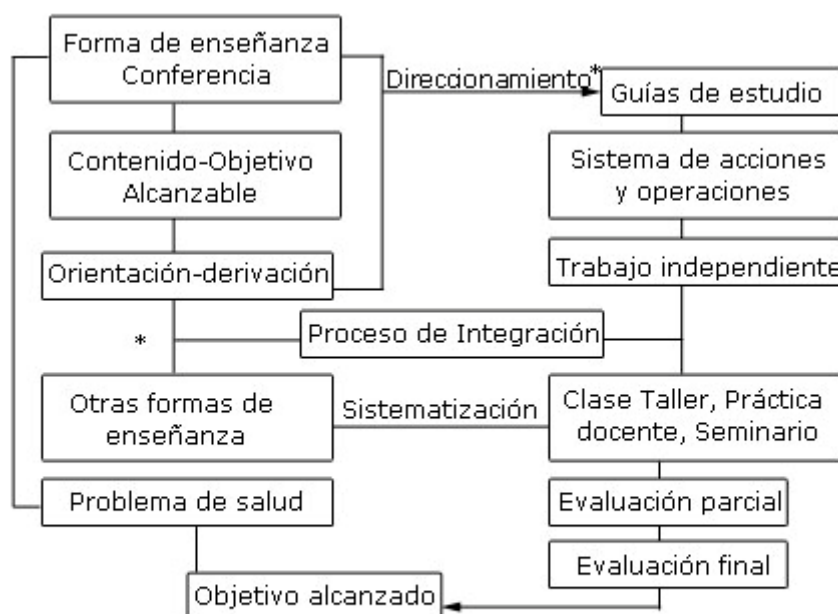 Forma de enseñanza
Conferencia
Direccionamiento*
Guías de estudio
Contenido-Objetivo
Alcanzable
Sistema de acciones
y operaciones
Orientación-derivación
Trabajo independiente
*
Proceso de Integración
Otras formas de
enseñanza
Sistematización
Clase Taller, Práctica
docente, Seminario
Problema de salud
Evaluación parcial
Evaluación final
Objetivo alcanzado